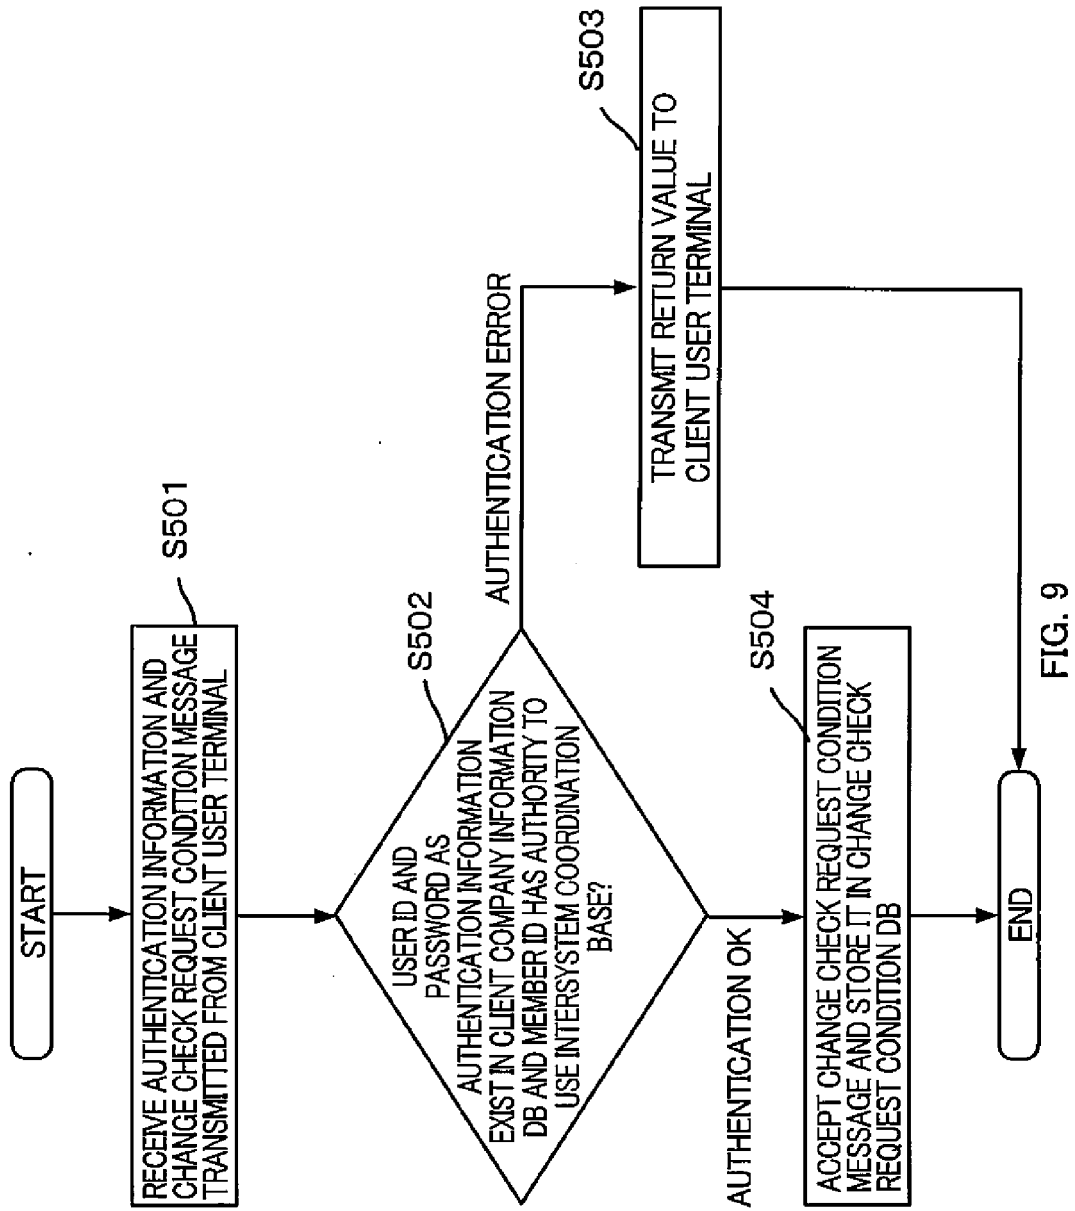 START
S501
RECEIVE AUTHENTICATION INFORMATION AND
CHANGE CHECK REQUEST CONDITION MESSAGE
TRANSMITTED FROM CLIENT USER TERMINAL
S502
USER ID AND
PASSWORD AS
AUTHENTICATION INFORMATION
EXIST IN CLIENT COMPANY INFORMATION
DB AND MEMBER ID HAS AUTHORITY TO
USE INTERSYSTEM COORDINATION
BASE?
AUTHENTICATION ERROR
S503
TRANSMIT RETURN VALUE TO
CLIENT USER TERMINAL
AUTHENTICATION OK
S504
ACCEPT CHANGE CHECK REQUEST CONDITION
MESSAGE AND STORE IT IN CHANGE CHECK
REQUEST CONDITION DB
END
FIG. 9